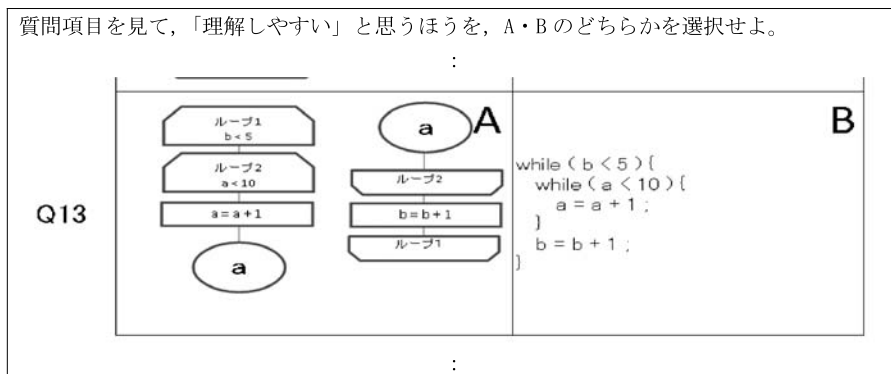 質問項目を見て，「理解しやすい」と思うほうを，A・Bのどちらかを選択せよ。
:
Q13
A
ループ1
b < 5
ループ2
a < 10
a = a + 1
a
a
ループ2
b = b + 1
ループ1
B
while ( b < 5 ) {
while ( a < 10 ) {
a = a + 1 ;
}
b = b + 1 ;
}
: